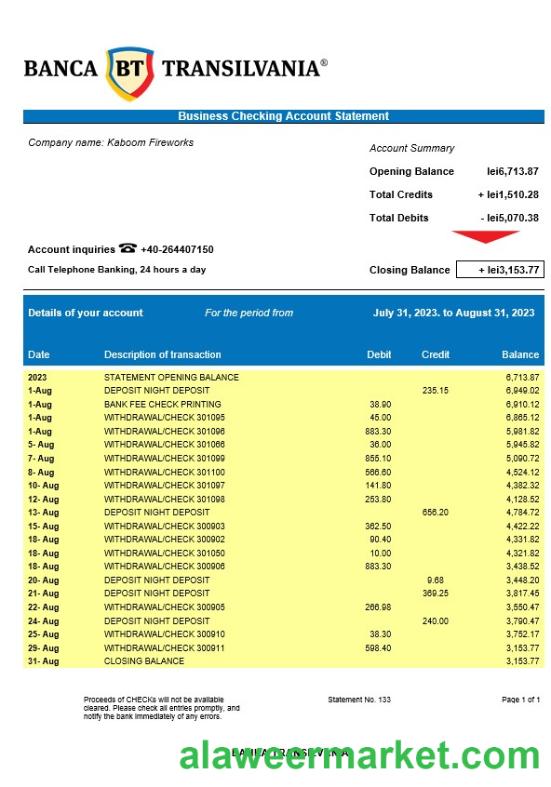 BANCA BT TRANSILVANIA®
Business Checking Account Statement
Company name: Kaboom Fireworks
Account Summary
Opening Balance lei6,713.87
Total Credits + lei1,510.28
Total Debits - lei5,070.38
Account inquiries ☎ +40-264407150
Call Telephone Banking, 24 hours a day
Closing Balance + lei3,153.77
Details of your account For the period from July 31, 2023. to August 31, 2023
Date Description of transaction Debit Credit Balance
2023 STATEMENT OPENING BALANCE 6,713.87
1-Aug DEPOSIT NIGHT DEPOSIT 235.15 6,949.02
1-Aug BANK FEE CHECK PRINTING 38.90 6,910.12
1-Aug WITHDRAWAL/CHECK 301095 45.00 6,865.12
1-Aug WITHDRAWAL/CHECK 301096 883.30 5,981.82
5- Aug WITHDRAWAL/CHECK 301066 36.00 5,945.82
7- Aug WITHDRAWAL/CHECK 301099 855.10 5,090.72
8- Aug WITHDRAWAL/CHECK 301100 566.60 4,524.12
10- Aug WITHDRAWAL/CHECK 301097 141.80 4,382.32
12- Aug WITHDRAWAL/CHECK 301098 253.80 4,128.52
13- Aug DEPOSIT NIGHT DEPOSIT 656.20 4,784.72
15- Aug WITHDRAWAL/CHECK 300903 362.50 4,422.22
18- Aug WITHDRAWAL/CHECK 300902 90.40 4,331.82
18- Aug WITHDRAWAL/CHECK 301050 10.00 4,321.82
18- Aug WITHDRAWAL/CHECK 300906 883.30 3,438.52
20- Aug DEPOSIT NIGHT DEPOSIT 9.68 3,448.20
21- Aug DEPOSIT NIGHT DEPOSIT 369.25 3,817.45
22- Aug WITHDRAWAL/CHECK 300905 266.98 3,550.47
24- Aug DEPOSIT NIGHT DEPOSIT 240.00 3,790.47
25- Aug WITHDRAWAL/CHECK 300910 38.30 3,752.17
29- Aug WITHDRAWAL/CHECK 300911 598.40 3,153.77
31- Aug CLOSING BALANCE 3,153.77
Proceeds of CHECKs will not be available
cleared. Please check all entries promptly, and
notify the bank immediately of any errors.
Statement No. 133
Page 1 of 1
BANKA TRANSILVANIA
alaweermarket.com